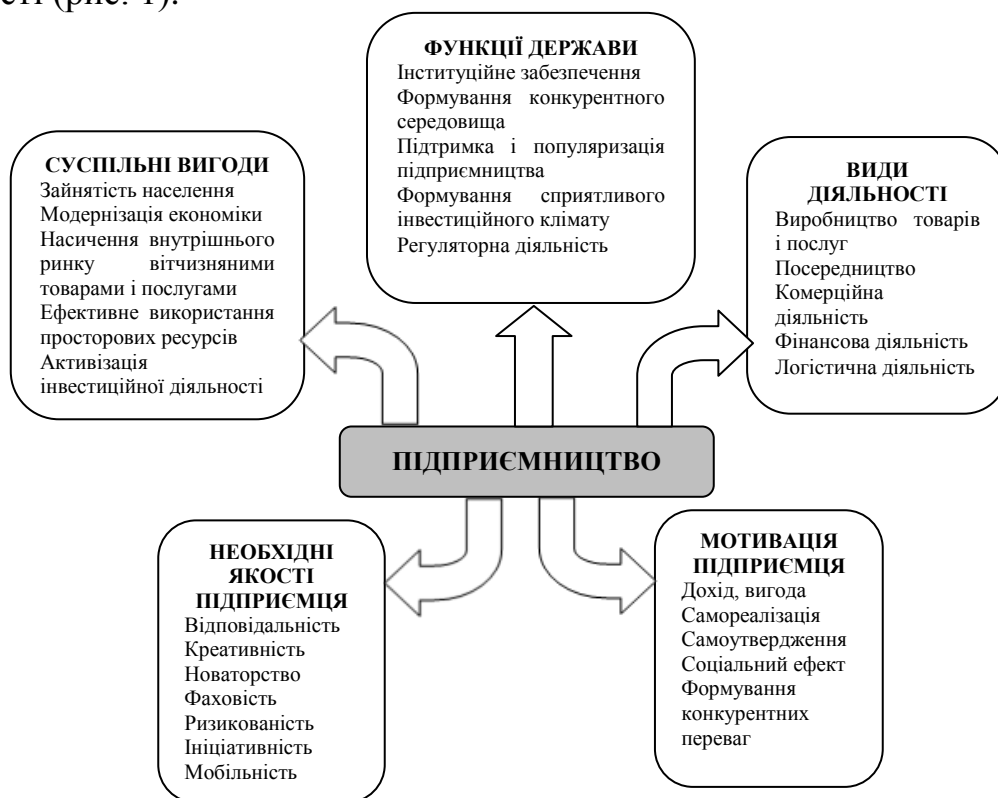 сті (рис. 1).
ФУНКЦІЇ ДЕРЖАВИ
Інституційне забезпечення
Формування конкурентного
середовища
Підтримка і популяризація
підприємництва
Формування сприятливого
інвестиційного клімату
Регуляторна діяльність
СУСПІЛЬНІ ВИГОДИ
Зайнятість населення
Модернізація економіки
Насичення внутрішнього
ринку вітчизняними
товарами і послугами
Ефективне використання
просторових ресурсів
Активізація
інвестиційної діяльності
ВИДИ
ДІЯЛЬНОСТІ
Виробництво товарів
і послуг
Посередництво
Комерційна
діяльність
Фінансова діяльність
Логістична діяльність
ПІДПРИЄМНИЦТВО
НЕОБХІДНІ
ЯКОСТІ
ПІДПРИЄМЦЯ
Відповідальність
Креативність
Новаторство
Фаховість
Ризикованість
Ініціативність
Мобільність
МОТИВАЦІЯ
ПІДПРИЄМЦЯ
Дохід, вигода
Самореалізація
Самоутвердження
Соціальний ефект
Формування
конкурентних
переваг